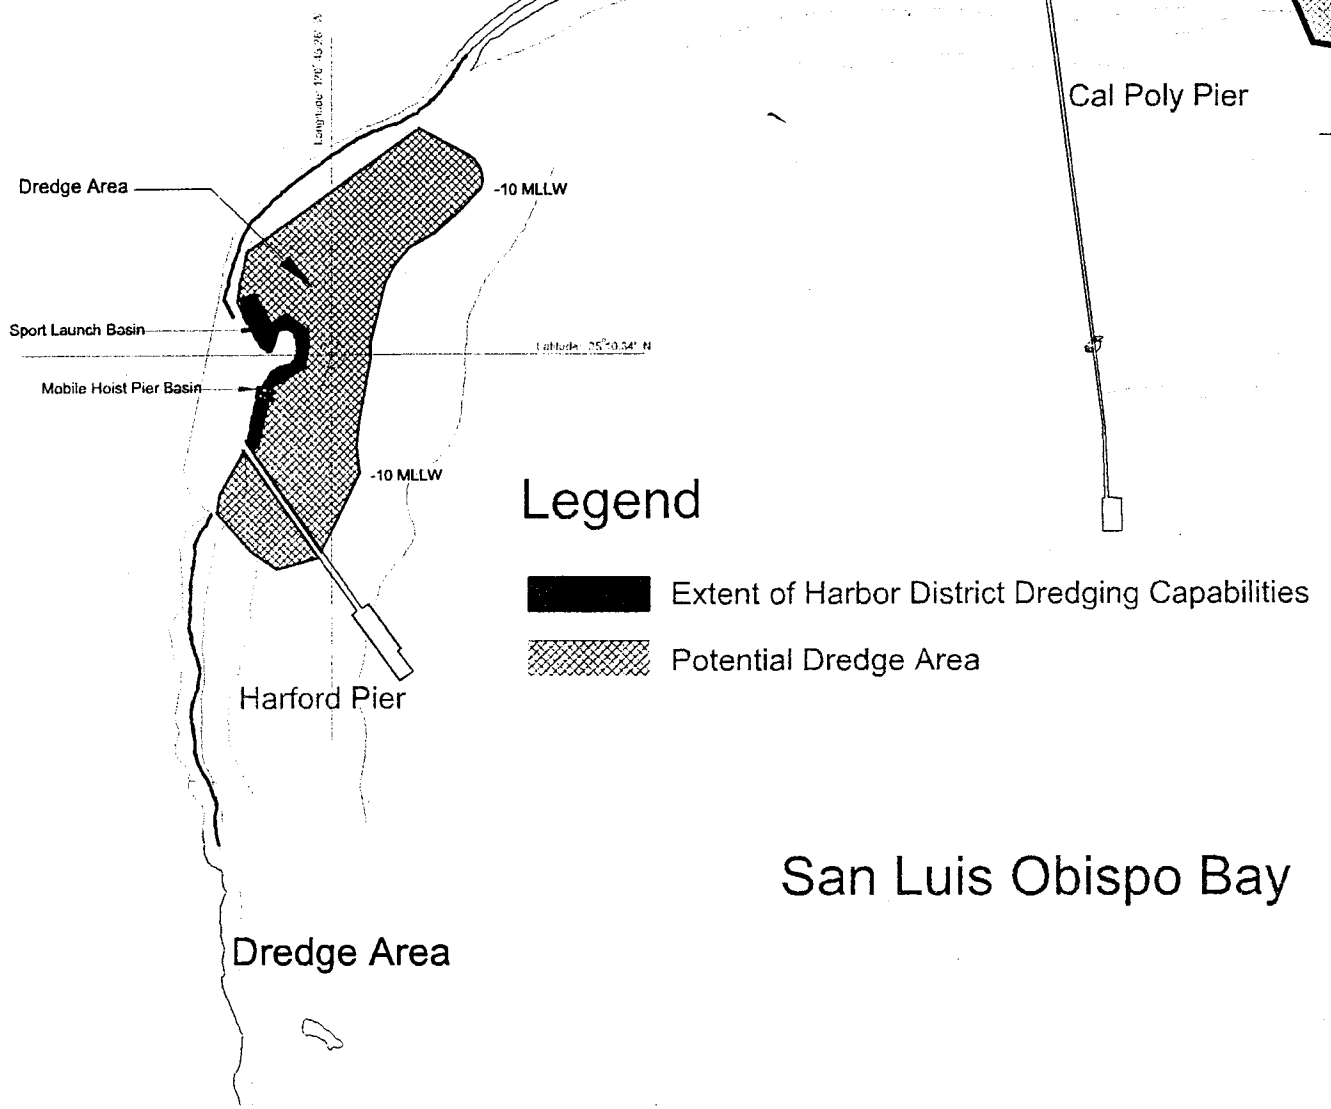 Cal Poly Pier
Dredge Area
-10 MLLW
Sport Launch Basin
Mobile Hoist Pier Basin
-10 MLLW
Legend
Extent of Harbor District Dredging Capabilities
Potential Dredge Area
Harford Pier
San Luis Obispo Bay
Dredge Area